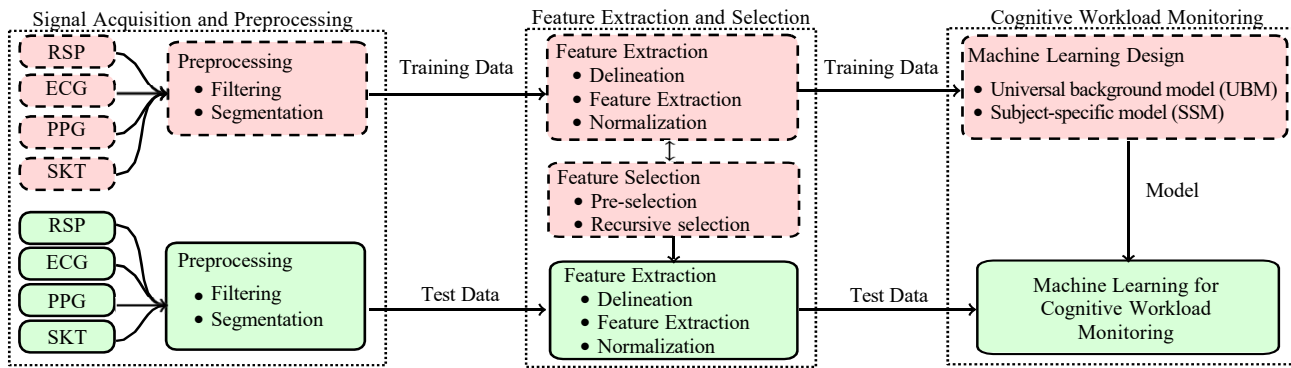 Signal Acquisition and Preprocessing
RSP
ECG
PPG
SKT
Preprocessing
• Filtering
• Segmentation
RSP
ECG
PPG
SKT
Preprocessing
• Filtering
• Segmentation
Training Data
Test Data
Feature Extraction and Selection
Feature Extraction
• Delineation
• Feature Extraction
• Normalization
Feature Selection
• Pre-selection
• Recursive selection
Feature Extraction
• Delineation
• Feature Extraction
• Normalization
Training Data
Test Data
Cognitive Workload Monitoring
Machine Learning Design
• Universal background model (UBM)
• Subject-specific model (SSM)
Model
Machine Learning for
Cognitive Workload
Monitoring